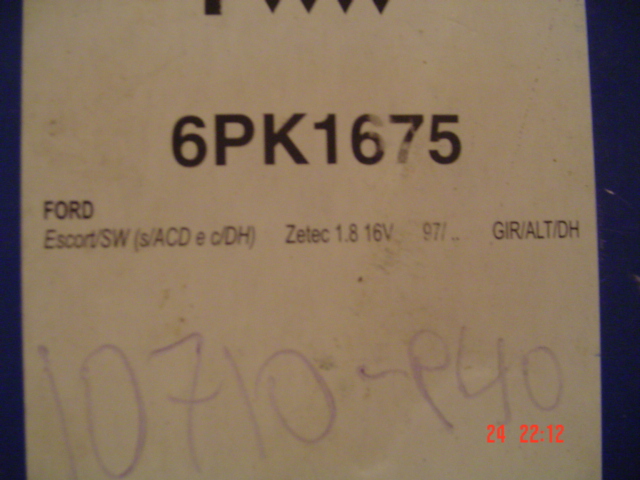 6PK1675
FORD
Escort/SW (s/ACD e c/DH) Zetec 1.8 16V 97/ .. GIR/ALT/DH
10710-P40
24 22:12